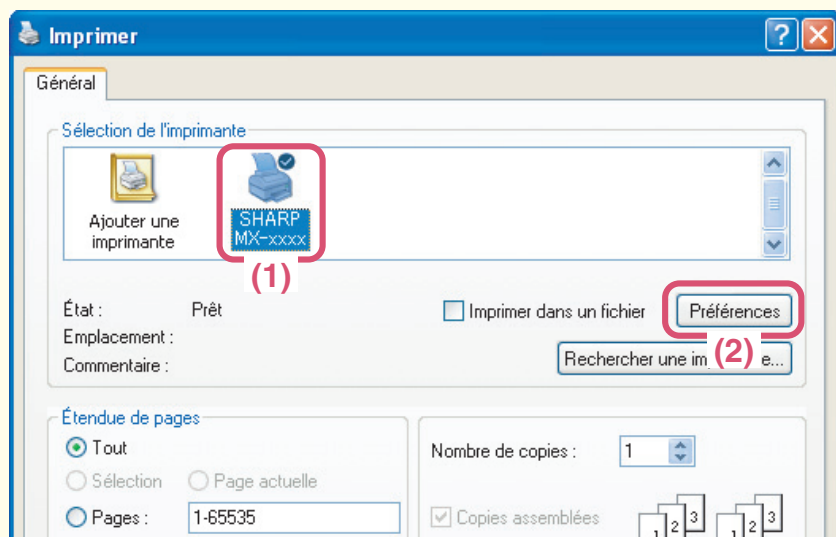 Imprimer
Général
Sélection de l'imprimante
Ajouter une
imprimante
SHARP
MX-xxxx
(1)
État : Prêt
Imprimer dans un fichier
Préférences
Emplacement :
(2)
Commentaire :
Rechercher une im e...
Étendue de pages
Tout
Nombre de copies : 1
Sélection Page actuelle
Pages : 1-65535
Copies assemblées
1 2 3 1 2 3